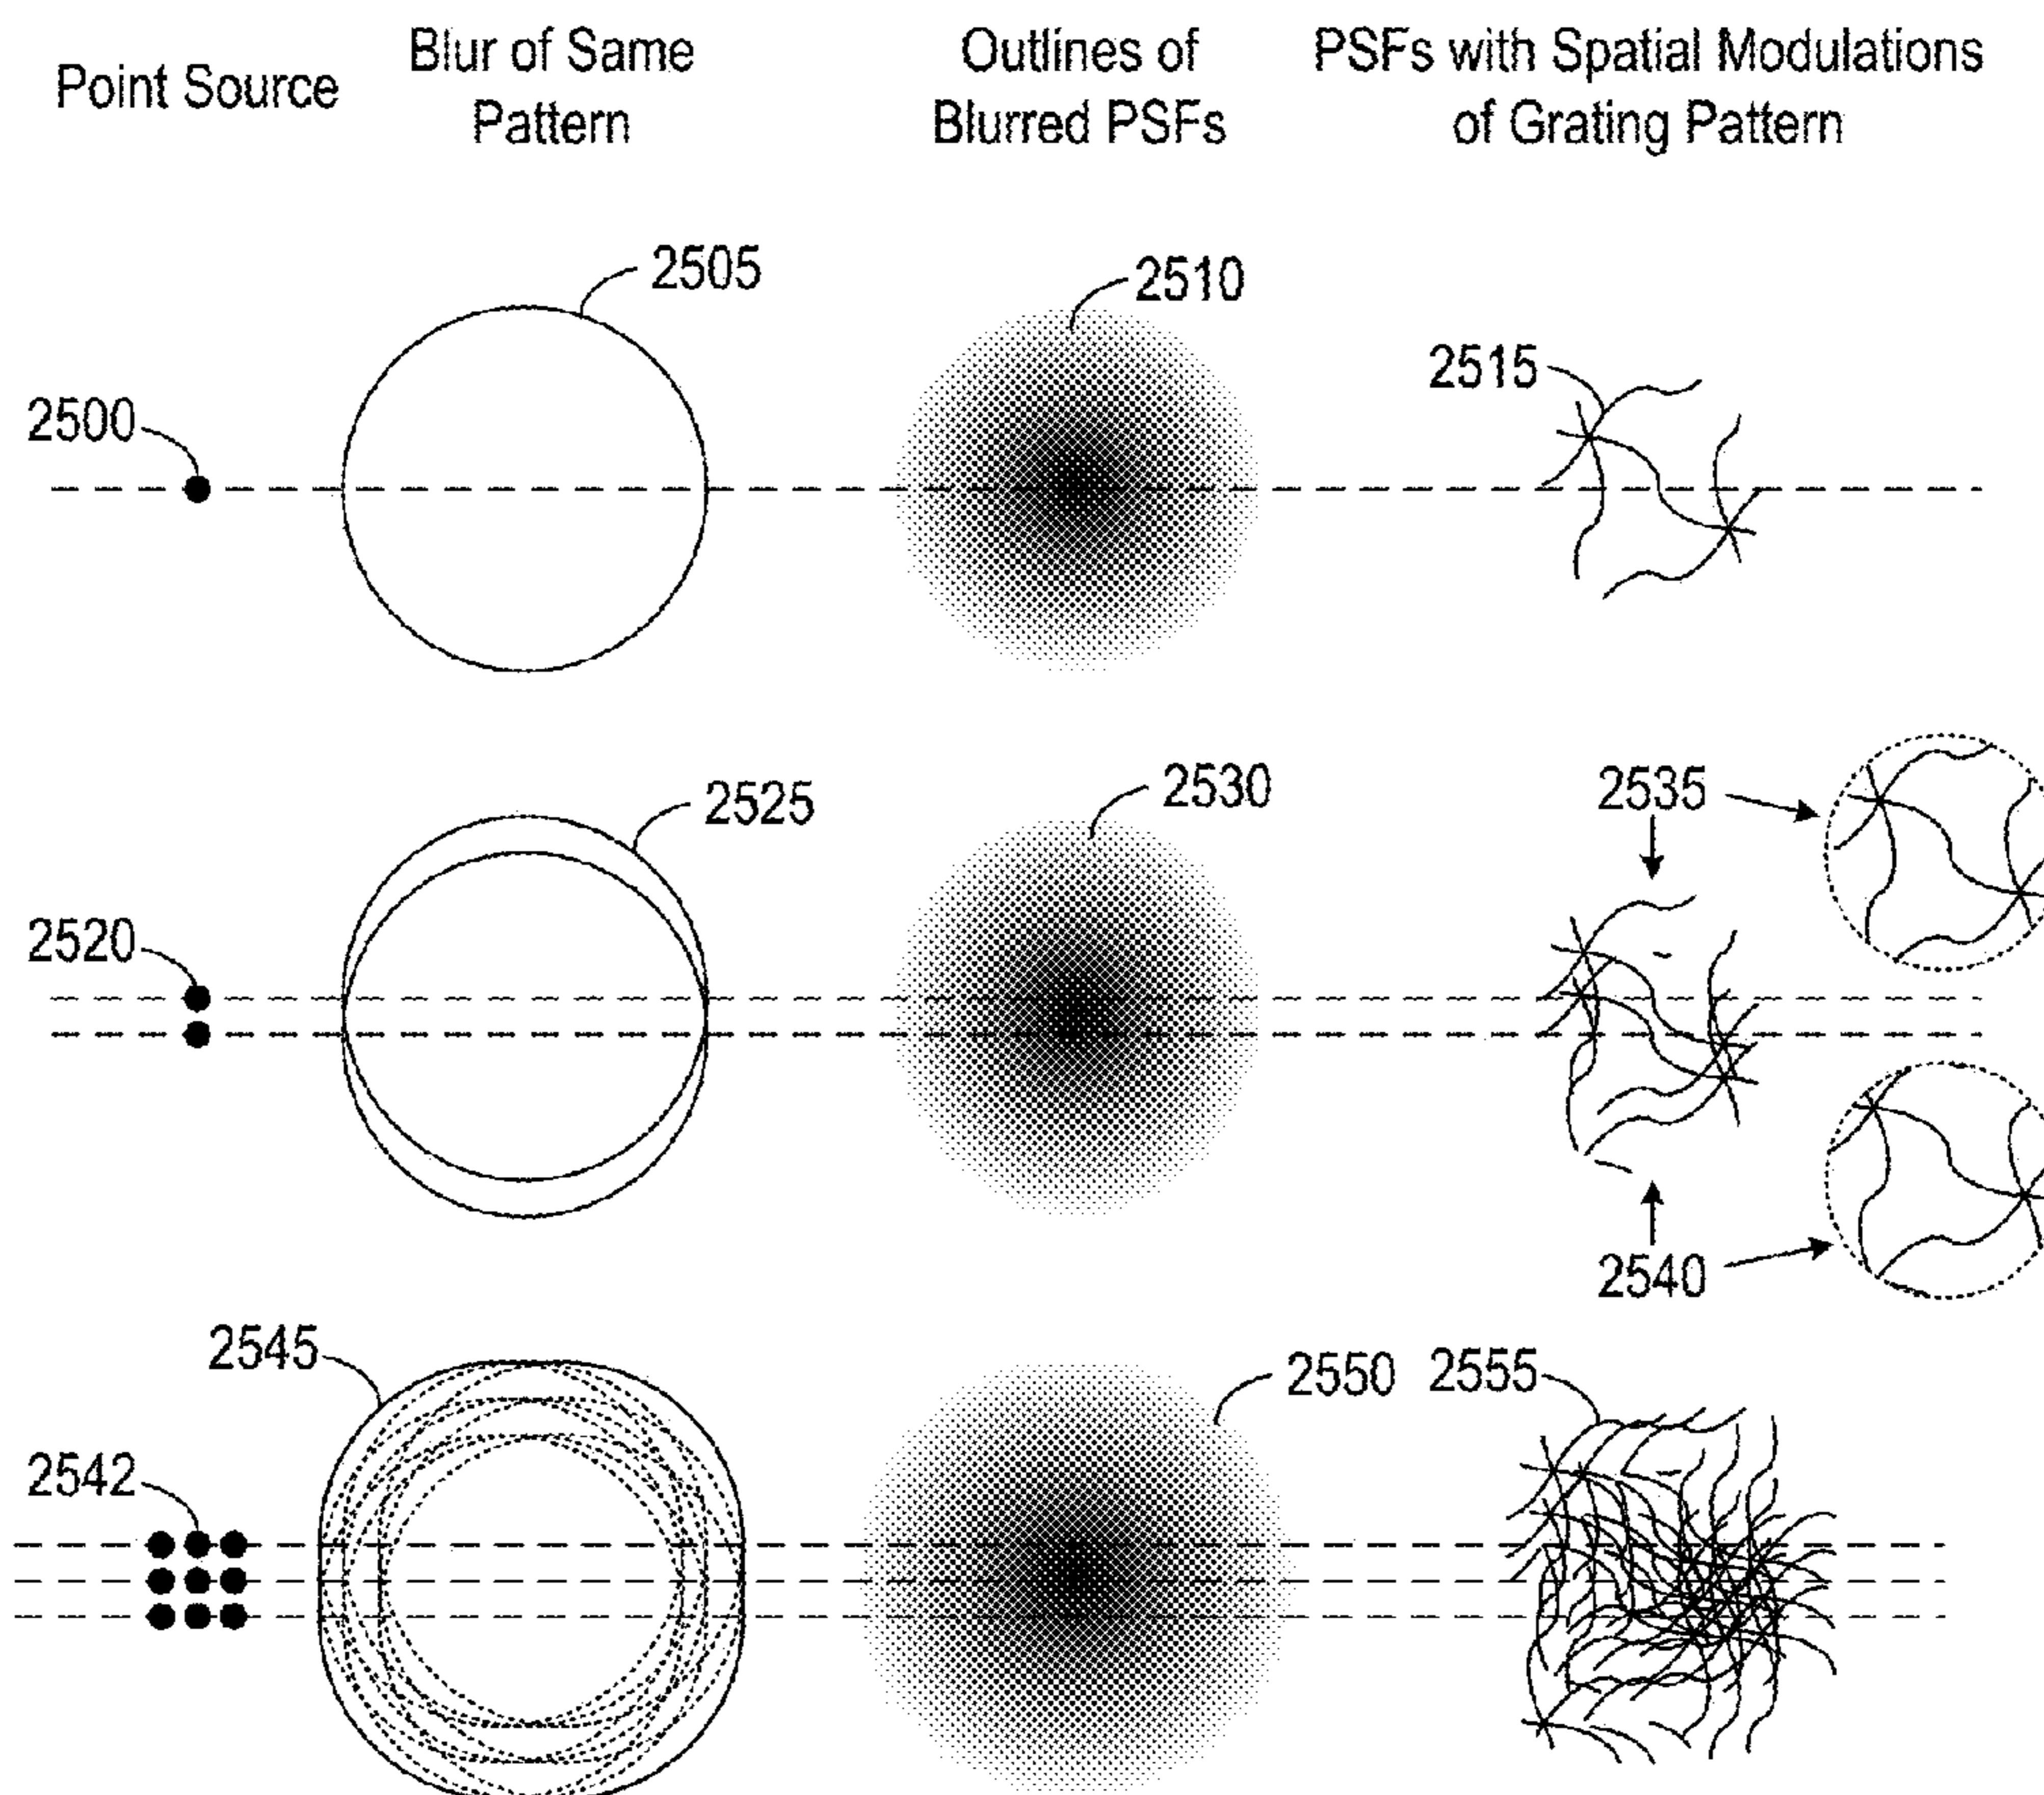 Point Source
Blur of Same
Pattern
Outlines of
Blurred PSFs
PSFs with Spatial Modulations
of Grating Pattern
2500
2505
2510
2515
2520
2525
2530
2535
2540
2542
2545
2550
2555